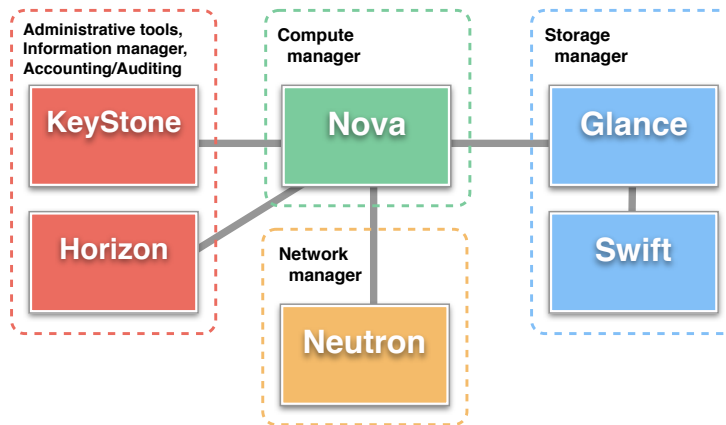 Administrative tools,
Information manager,
Accounting/Auditing
KeyStone
Horizon
Compute
manager
Nova
Network
manager
Neutron
Storage
manager
Glance
Swift